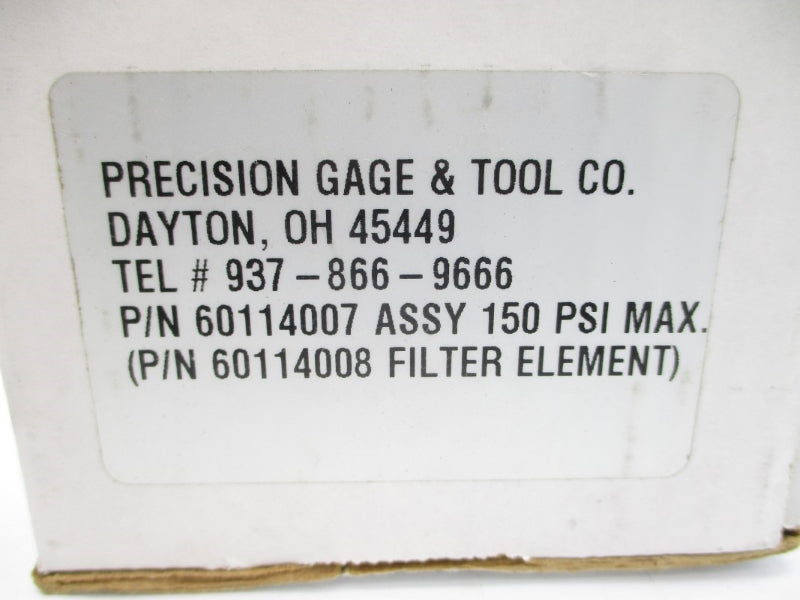 PRECISION GAGE & TOOL CO.
DAYTON, OH 45449
TEL # 937-866-9666
P/N 60114007 ASSY 150 PSI MAX.
(P/N 60114008 FILTER ELEMENT)